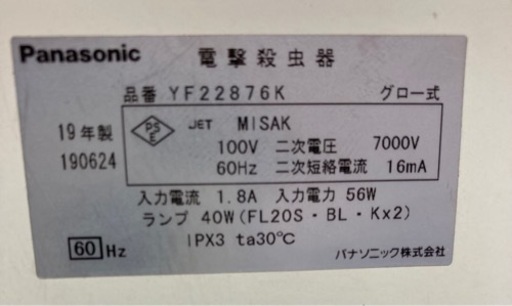 Panasonic 電撃殺虫器
品番 YF22876K グロー式
19年製
190624
PSE JET MISAK
100V 二次電圧 7000V
60Hz 二次短絡電流 16mA
入力電流 1.8A 入力電力 56W
ランプ 40W(FL20S・BL・Kx2)
60 Hz IPX3 ta30℃
パナソニック株式会社